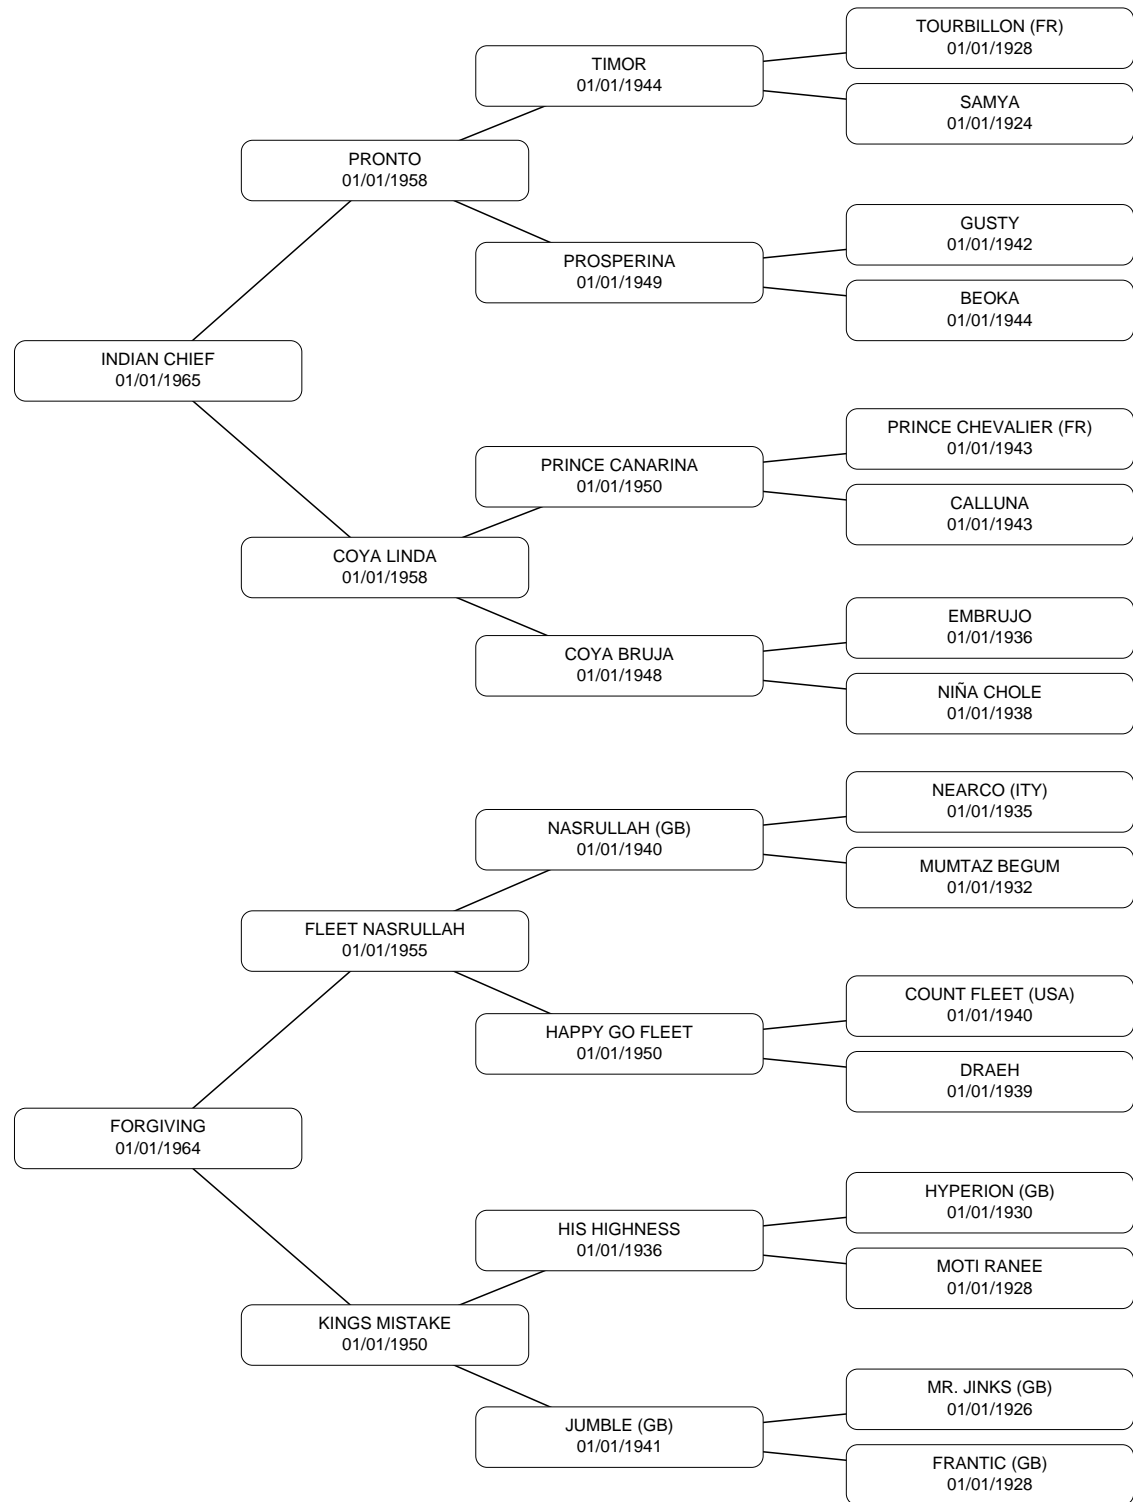 TOURBILLON (FR)
01/01/1928
TIMOR
01/01/1944
SAMYA
01/01/1924
PRONTO
01/01/1958
GUSTY
01/01/1942
PROSPERINA
01/01/1949
BEOKA
01/01/1944
INDIAN CHIEF
01/01/1965
PRINCE CHEVALIER (FR)
01/01/1943
PRINCE CANARINA
01/01/1950
CALLUNA
01/01/1943
COYA LINDA
01/01/1958
EMBRUJO
01/01/1936
COYA BRUJA
01/01/1948
NIÑA CHOLE
01/01/1938
NEARCO (ITY)
01/01/1935
NASRULLAH (GB)
01/01/1940
MUMTAZ BEGUM
01/01/1932
FLEET NASRULLAH
01/01/1955
COUNT FLEET (USA)
01/01/1940
HAPPY GO FLEET
01/01/1950
DRAEH
01/01/1939
FORGIVING
01/01/1964
HYPERION (GB)
01/01/1930
HIS HIGHNESS
01/01/1936
MOTI RANEE
01/01/1928
KINGS MISTAKE
01/01/1950
MR. JINKS (GB)
01/01/1926
JUMBLE (GB)
01/01/1941
FRANTIC (GB)
01/01/1928